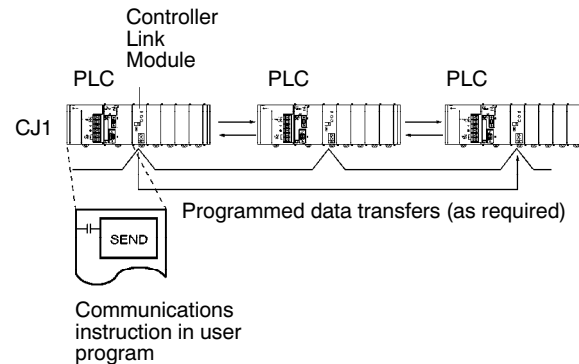 Controller
Link
Module
PLC
PLC
PLC
CJ1
Programmed data transfers (as required)
SEND
Communications
instruction in user
program